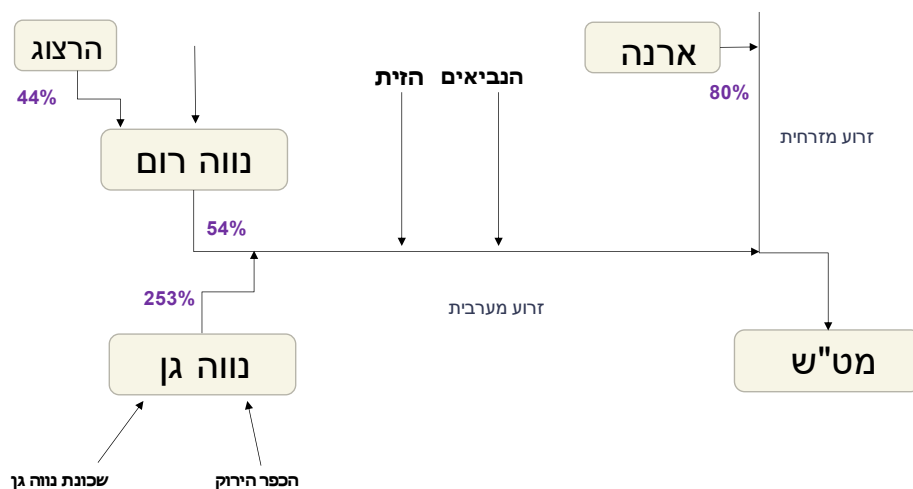 הרצוג
ארנה
44%
הזית
הנביאים
80%
נווה רום
זרוע מזרחית
54%
253%
זרוע מערבית
נווה גן
מט"ש
שכונת נווה גן
הכפר הירוק